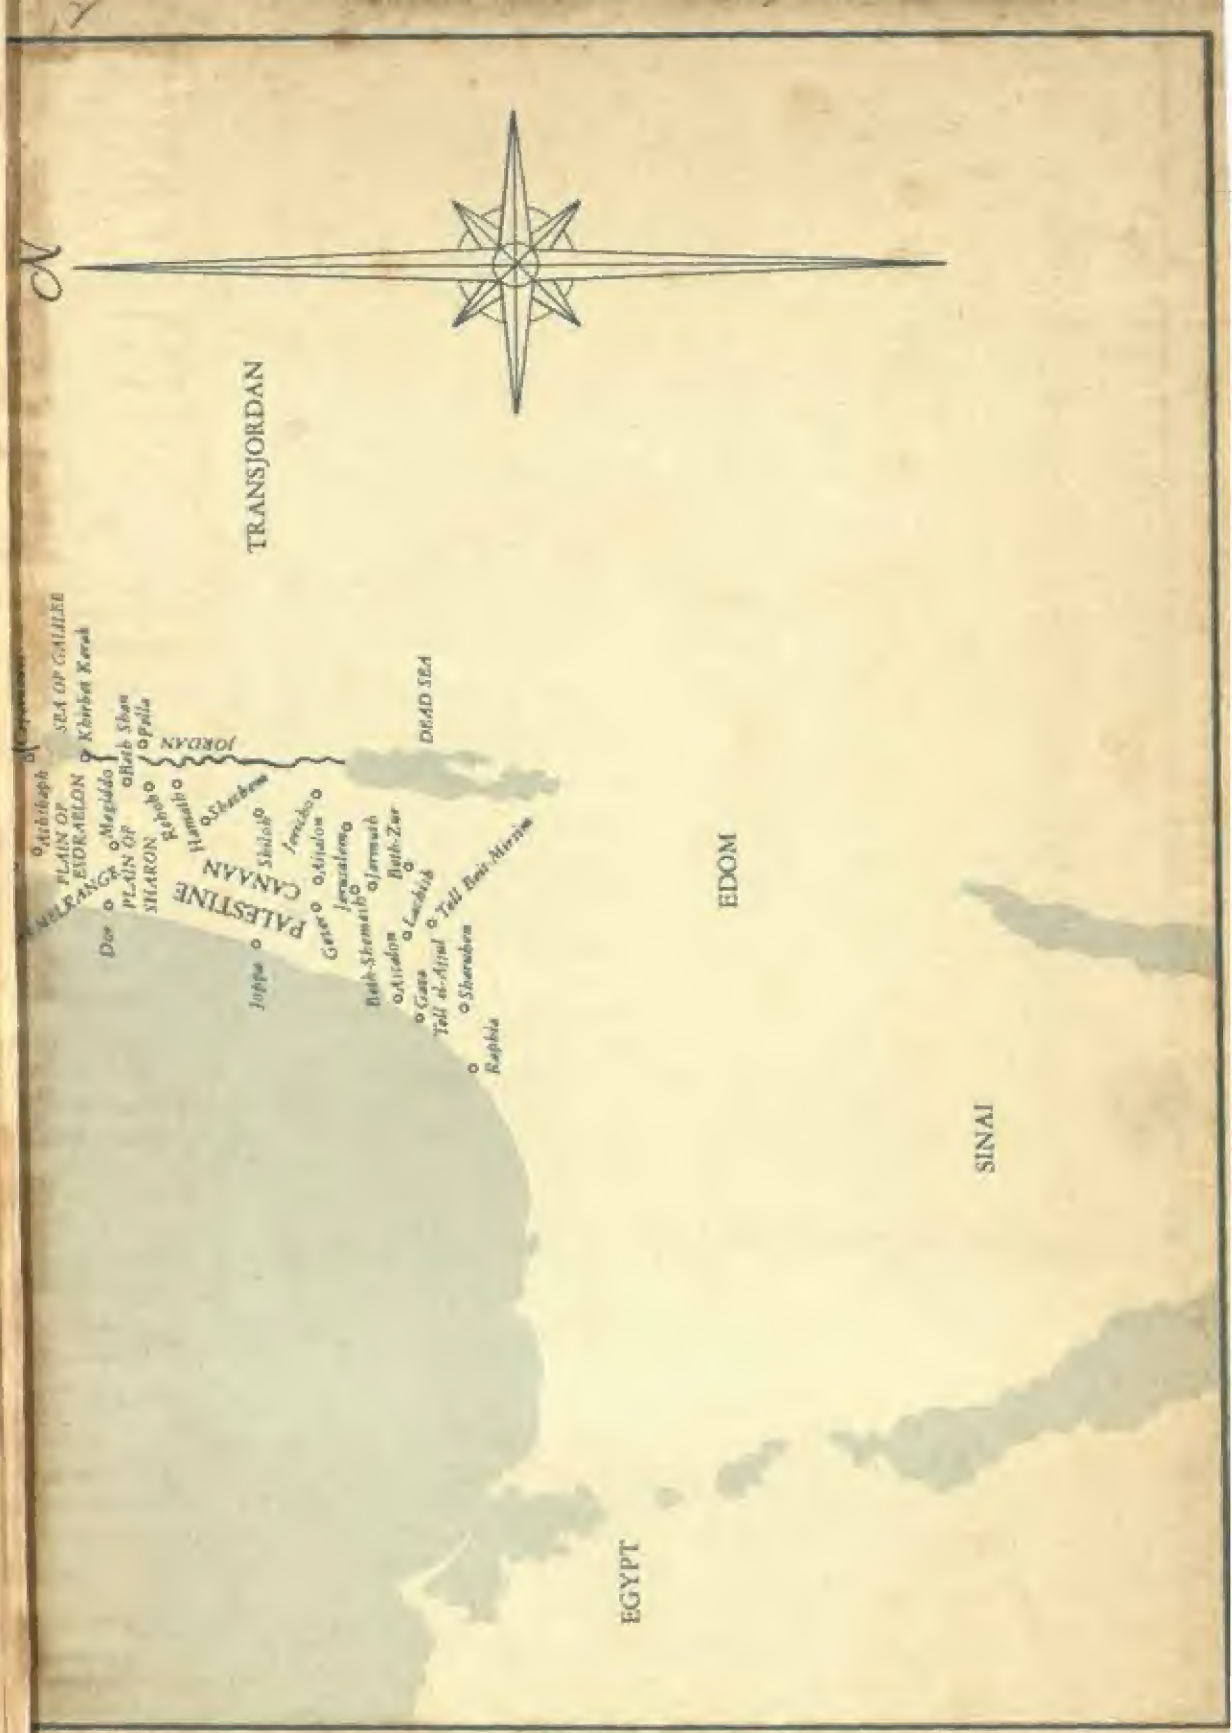 N
TRANSJORDAN
SEA OF GALILEE
Khirbet Kerak
Achshaph
PLAIN OF
ESDRAELON
Megiddo
Beth Shan
Pella
JORDAN
PLAIN OF
SHARON
Rehob
Hamath
Shechem
Dor
CANAAN
PALESTINE
Shiloh
Jericho
Joppa
Gezer
Aijalon
Jerusalem
Beth-Shemesh
Jarmuth
Beth-Zur
Ascalon
Lachish
Gaza
Tell el-Ajjul
Tell Beit-Mirsim
Sharuhen
Raphia
DEAD SEA
EDOM
SINAI
EGYPT